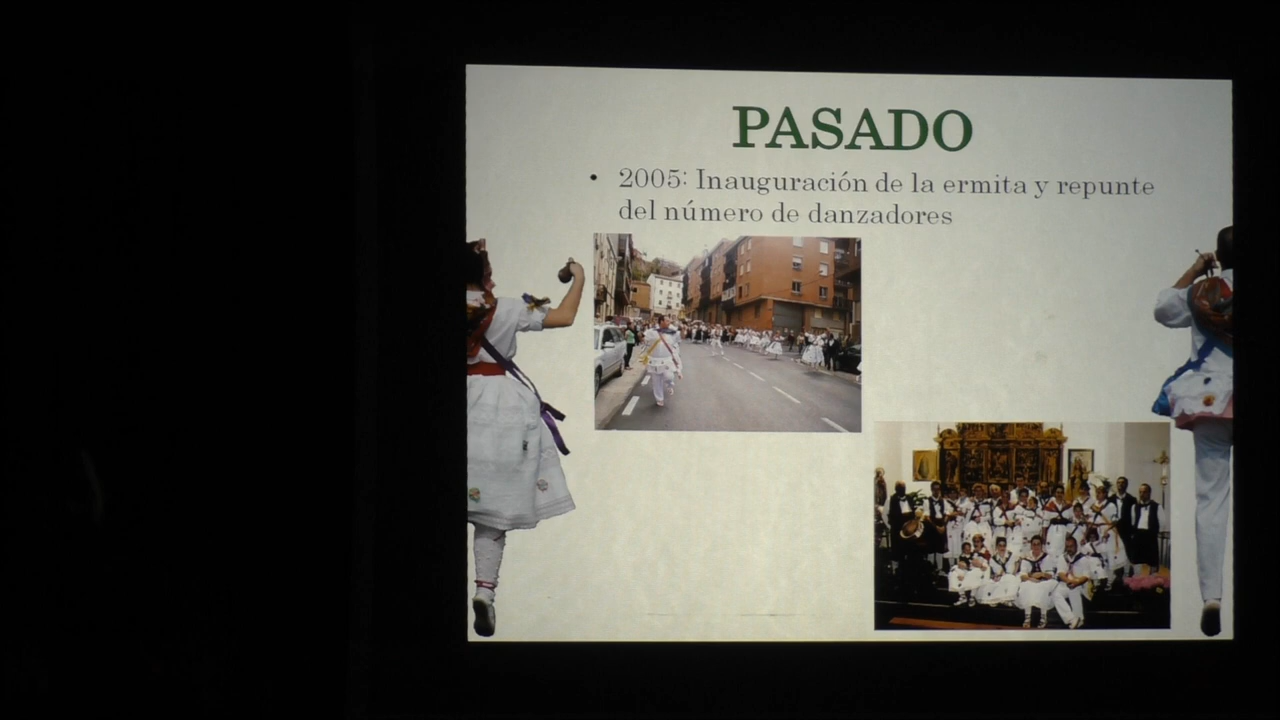 PASADO
• 2005: Inauguración de la ermita y repunte
del número de danzadores